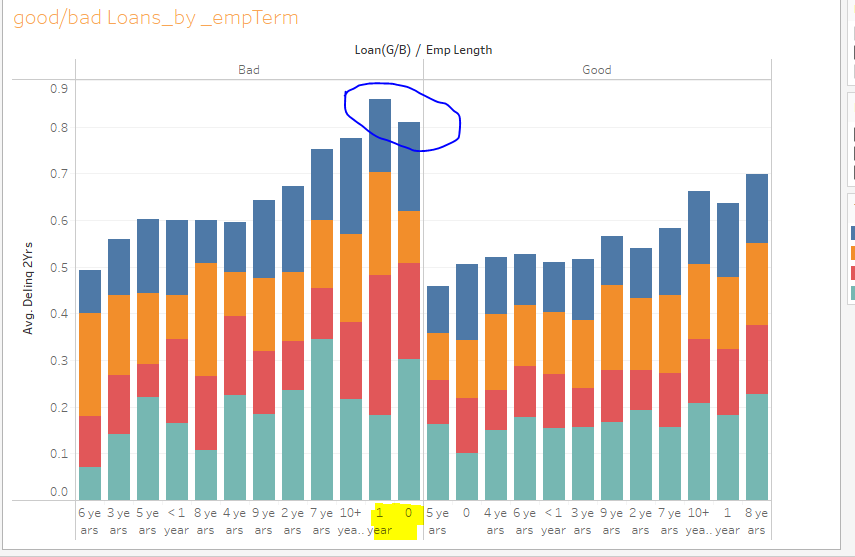 good/bad Loans_by _empTerm
Loan(G/B) / Emp Length
Bad
Good
0.9
0.8
0.7
0.6
0.5
0.4
0.3
0.2
0.1
0.0
Avg. Delinq 2Yrs
6 ye 3 ye 5 ye < 1 8 ye 4 ye 9 ye 2 ye 7 ye 10+ 1 0 5 ye 0 4 ye 6 ye < 1 3 ye 9 ye 2 ye 7 ye 10+ 1 8 ye
ars ars ars year ars ars ars ars ars yea.. year ars ars ars year ars ars ars ars yea.. year ars